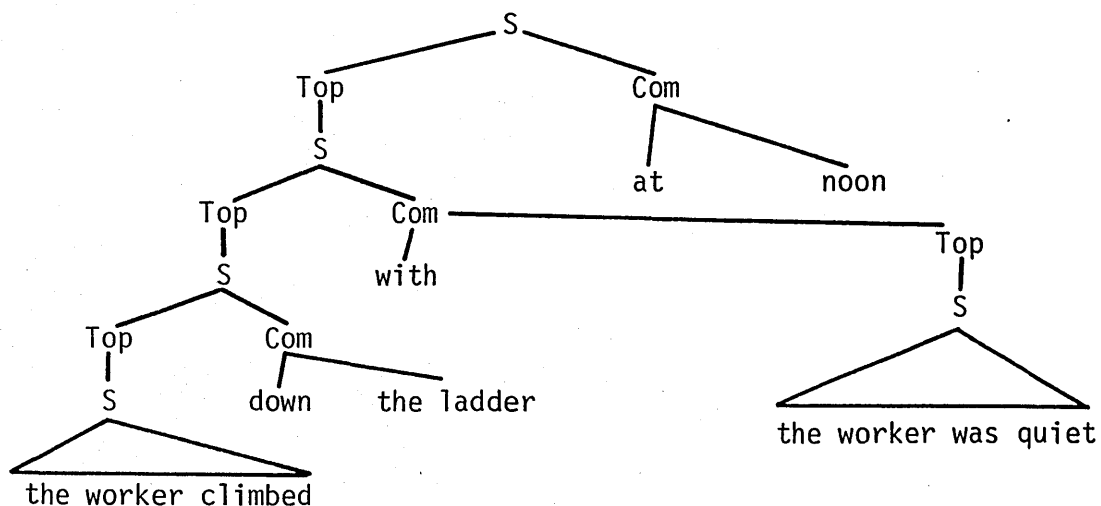 S
Top Com
S
at noon
Top Com
Top
with
S
S
Top Com
S
down the ladder
the worker was quiet
the worker climbed